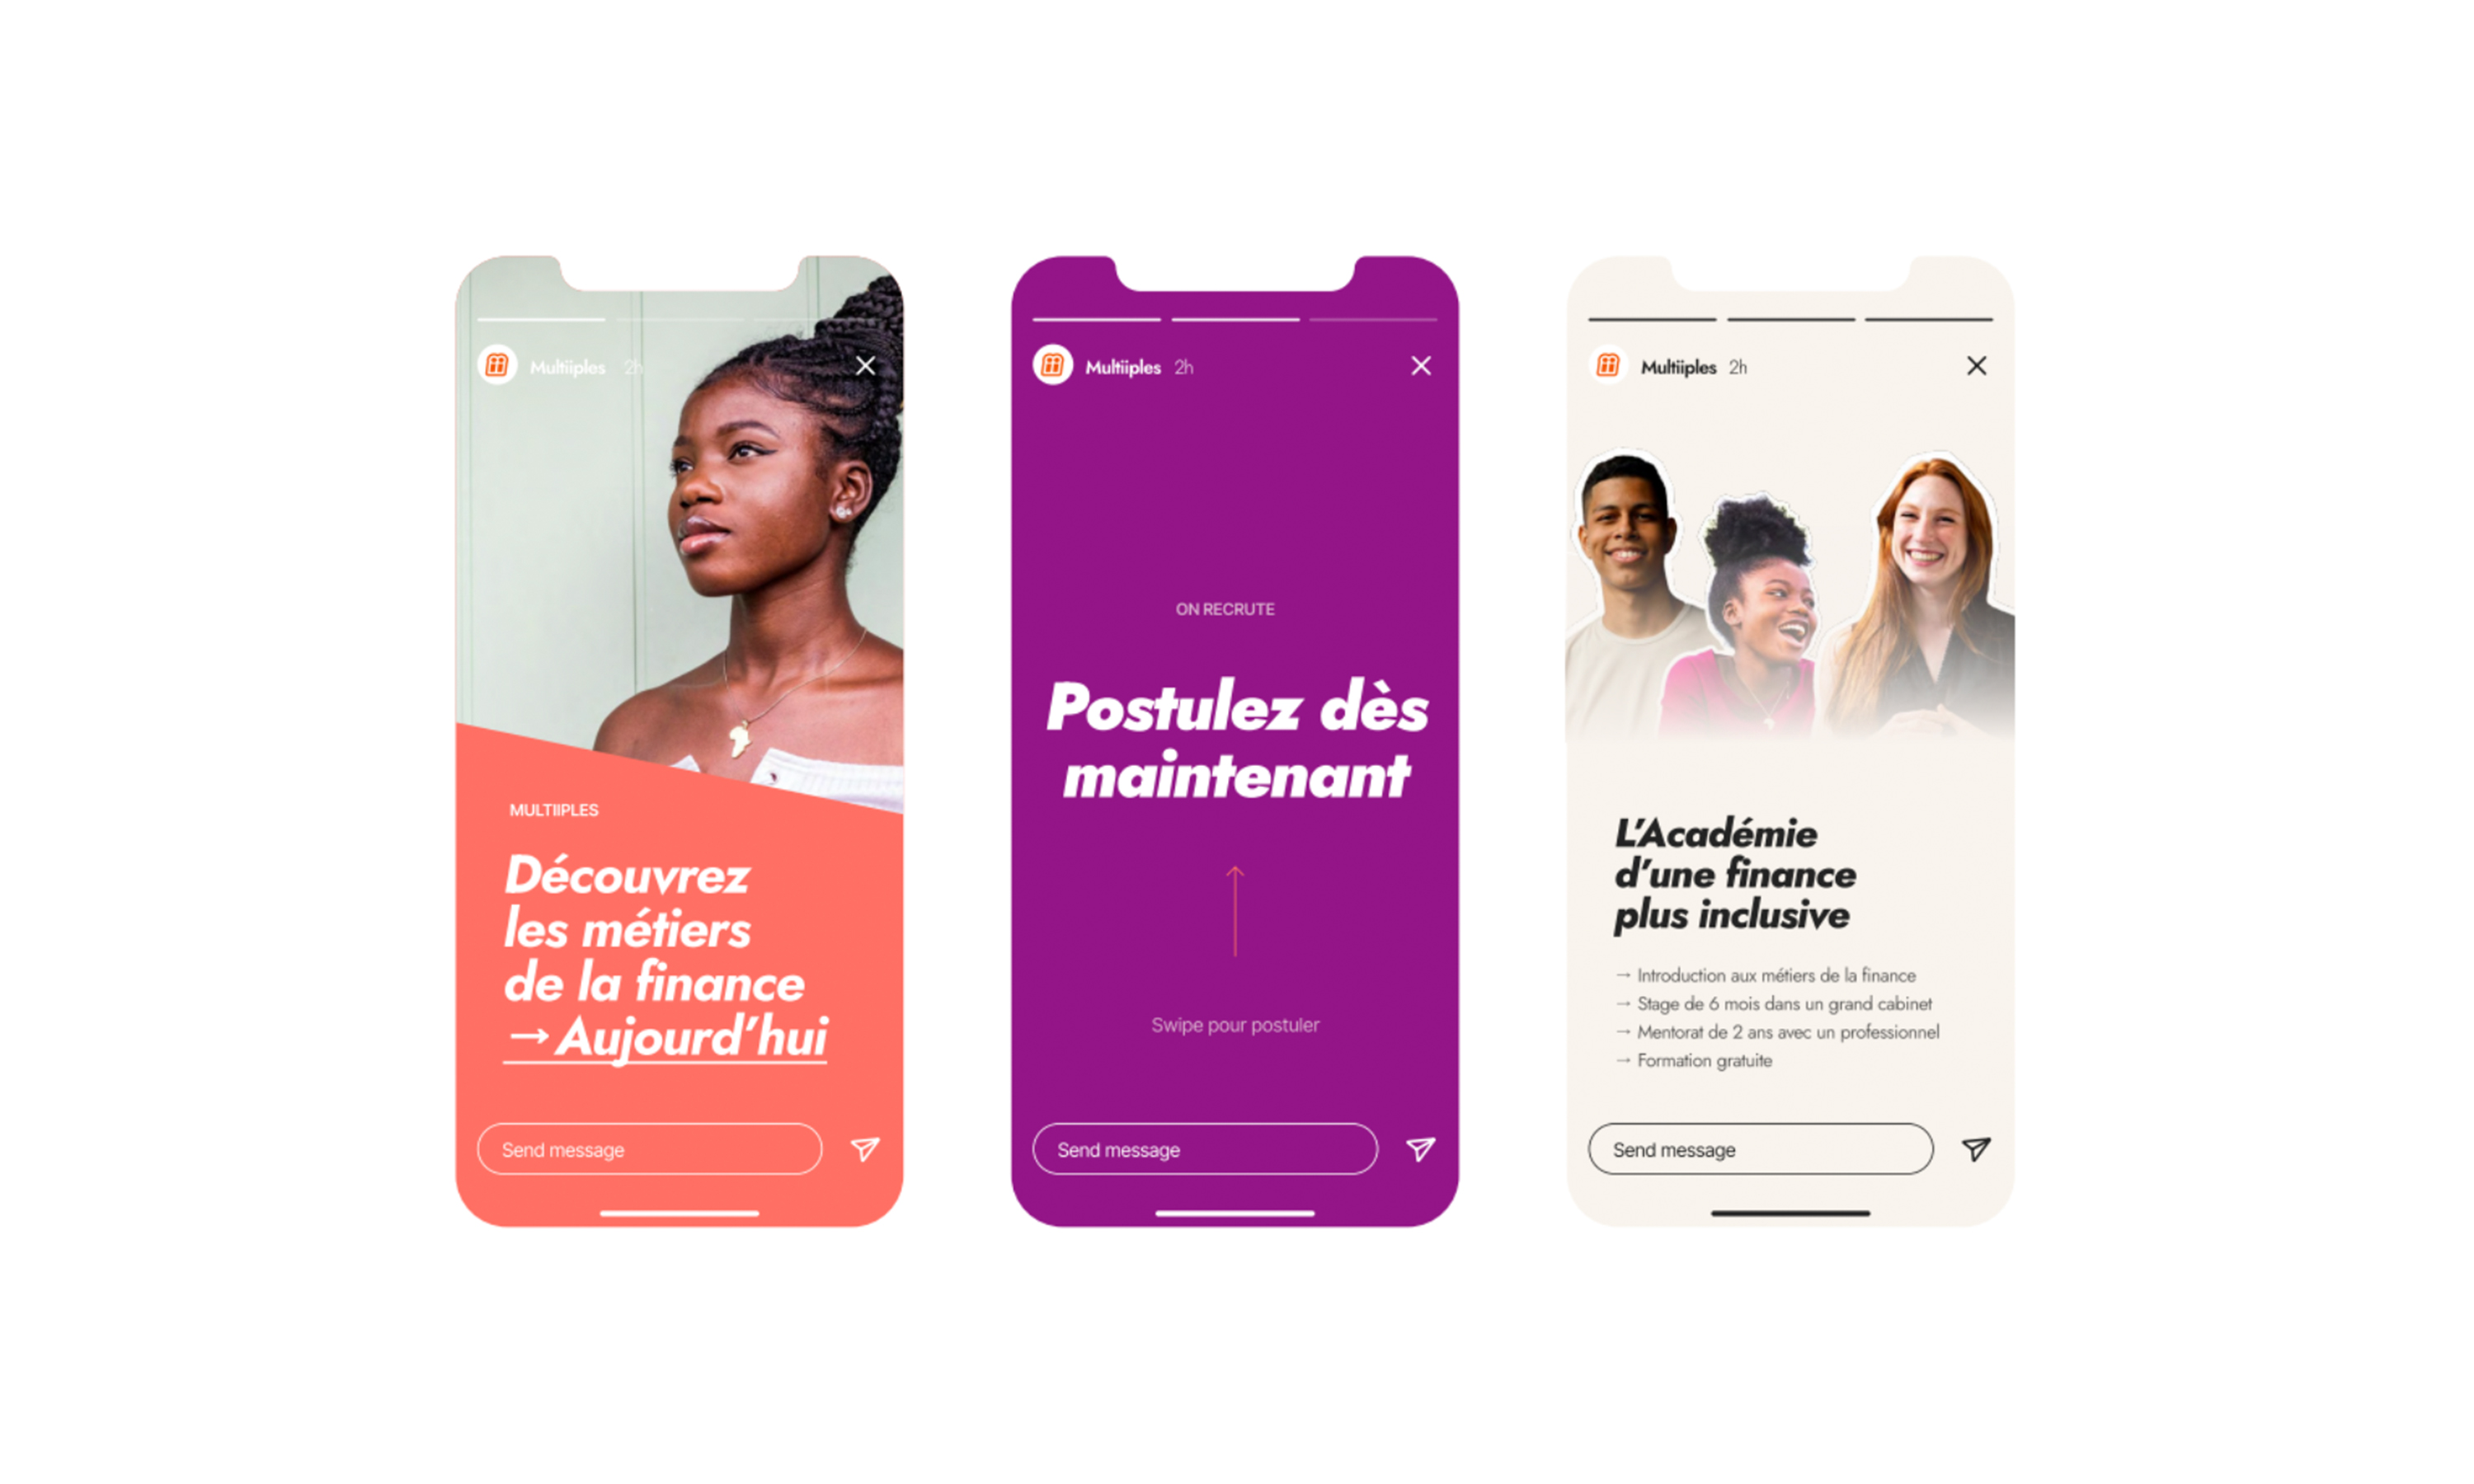 Multiiples 2h
MULTIIPLES
Découvrez
les métiers
de la finance
→Aujourd’hui
Send message
Multiiples 2h
ON RECRUTE
Postulez dès
maintenant
Swipe pour postuler
Send message
Multiiples 2h
L’Académie
d’une finance
plus inclusive
→ Introduction aux métiers de la finance
→ Stage de 6 mois dans un grand cabinet
→ Mentorat de 2 ans avec un professionnel
→ Formation gratuite
Send message